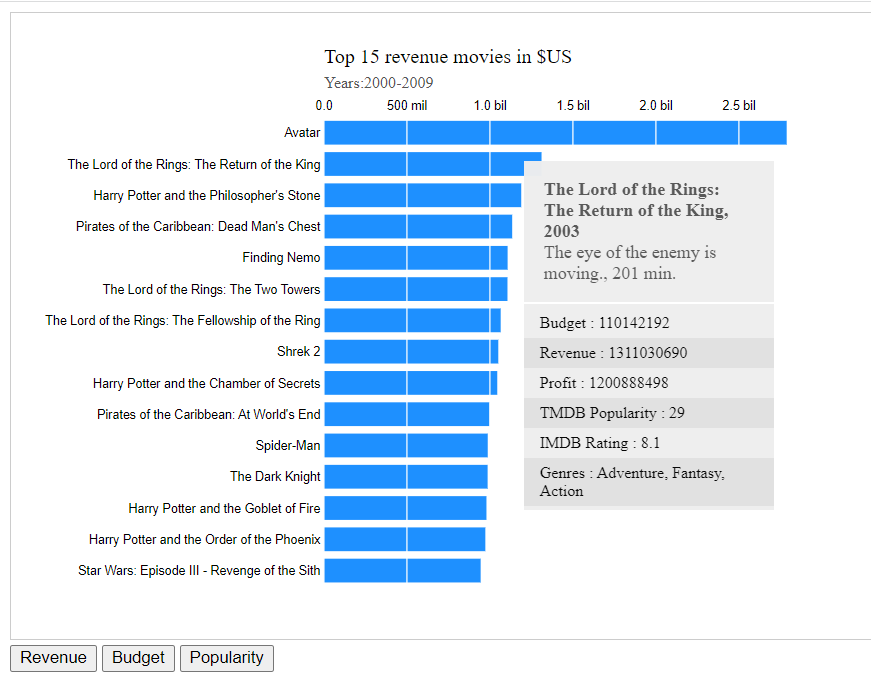 Top 15 revenue movies in $US
Years:2000-2009
0.0 500 mil 1.0 bil 1.5 bil 2.0 bil 2.5 bil
Avatar
The Lord of the Rings: The Return of the King
Harry Potter and the Philosopher's Stone
Pirates of the Caribbean: Dead Man's Chest
Finding Nemo
The Lord of the Rings: The Two Towers
The Lord of the Rings: The Fellowship of the Ring
Shrek 2
Harry Potter and the Chamber of Secrets
Pirates of the Caribbean: At World's End
Spider-Man
The Dark Knight
Harry Potter and the Goblet of Fire
Harry Potter and the Order of the Phoenix
Star Wars: Episode III - Revenge of the Sith
The Lord of the Rings:
The Return of the King,
2003
The eye of the enemy is
moving., 201 min.
Budget : 110142192
Revenue : 1311030690
Profit : 1200888498
TMDB Popularity : 29
IMDB Rating : 8.1
Genres : Adventure, Fantasy,
Action
Revenue Budget Popularity